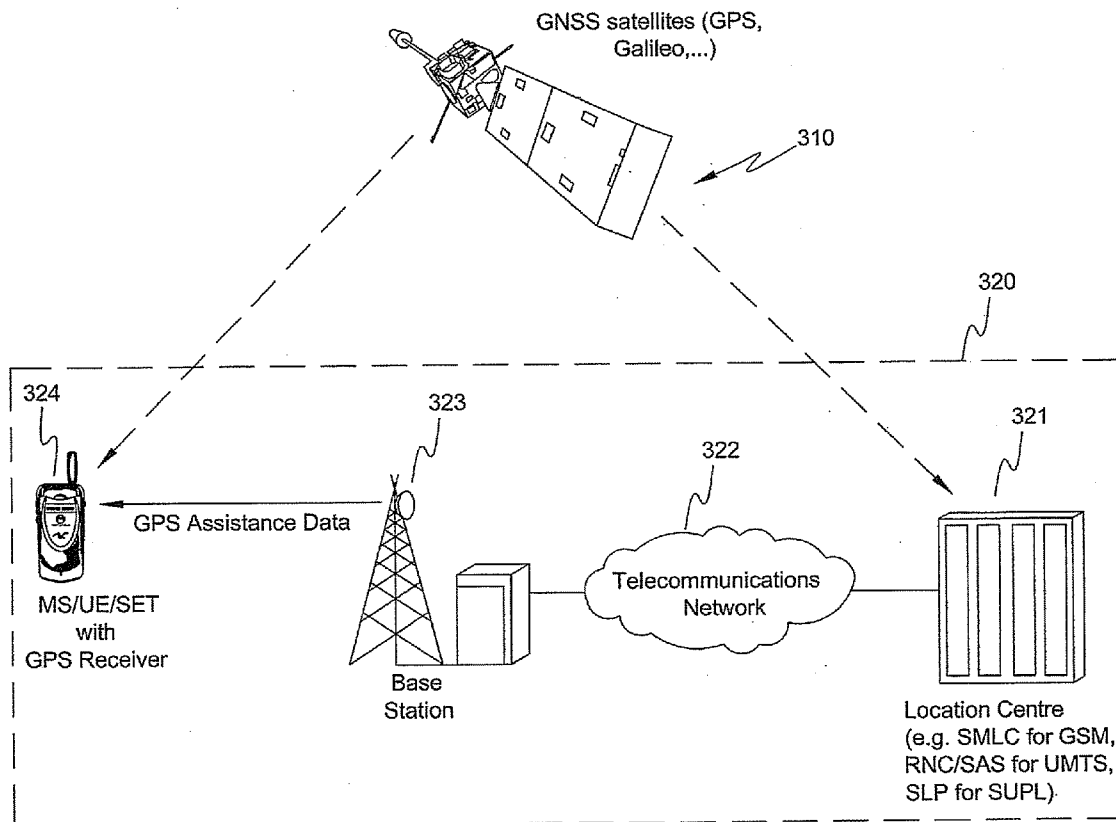 GNSS satellites (GPS,
Galileo,...)
310
320
324
323
322
321
GPS Assistance Data
Telecommunications
Network
MS/UE/SET
with
GPS Receiver
Base
Station
Location Centre
(e.g. SMLC for GSM,
RNC/SAS for UMTS,
SLP for SUPL)